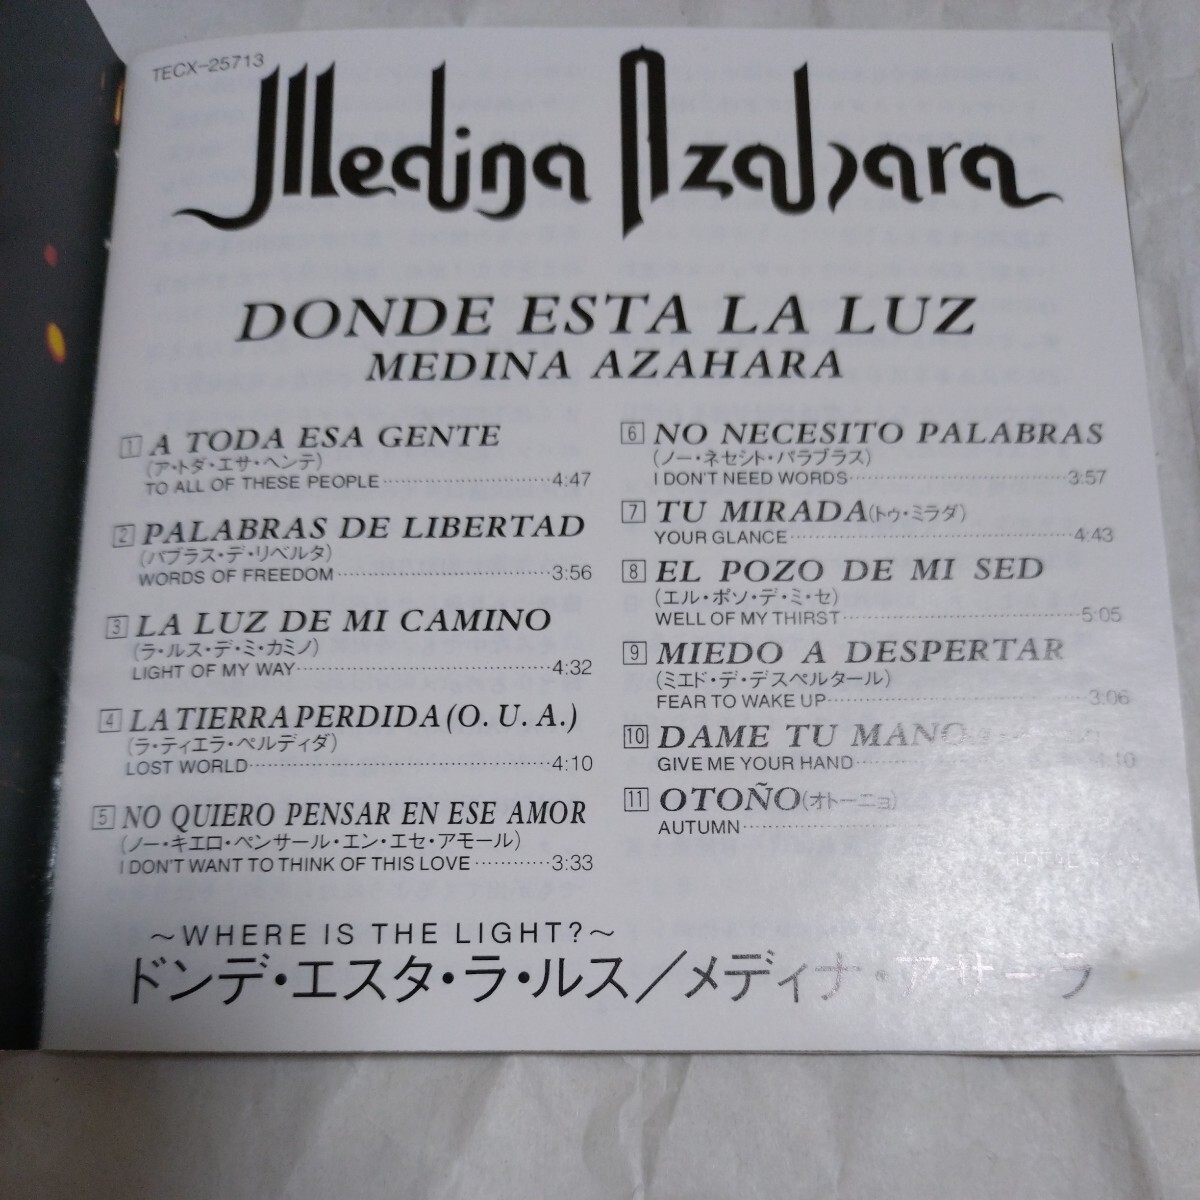 TECX-25713
Medina Azahara
DONDE ESTA LA LUZ
MEDINA AZAHARA
1 A TODA ESA GENTE
(ア・トダ・エサ・ヘンテ)
TO ALL OF THESE PEOPLE 4:47
2 PALABRAS DE LIBERTAD
(パブラス・デ・リベルタ)
WORDS OF FREEDOM 3:56
3 LA LUZ DE MI CAMINO
(ラ・ルス・デ・ミ・カミノ)
LIGHT OF MY WAY 4:32
4 LA TIERRA PERDIDA (O. U. A.)
(ラ・ティエラ・ペルディダ)
LOST WORLD 4:10
5 NO QUIERO PENSAR EN ESE AMOR
(ノー・キエロ・ペンサール・エン・エセ・アモール)
I DON'T WANT TO THINK OF THIS LOVE 3:33
6 NO NECESITO PALABRAS
(ノー・ネセシト・パラブラス)
I DON'T NEED WORDS 3:57
7 TU MIRADA (トゥ・ミラダ)
YOUR GLANCE 4:43
8 EL POZO DE MI SED
(エル・ポソ・デ・ミ・セ)
WELL OF MY THIRST 5:05
9 MIEDO A DESPERTAR
(ミエド・デ・デスペルタール)
FEAR TO WAKE UP 3:06
10 DAME TU MANO
GIVE ME YOUR HAND 4:10
11 OTOÑO (オトーニョ)
AUTUMN
~WHERE IS THE LIGHT?~
ドンデ・エスタ・ラ・ルス／メディナ・アサーラ